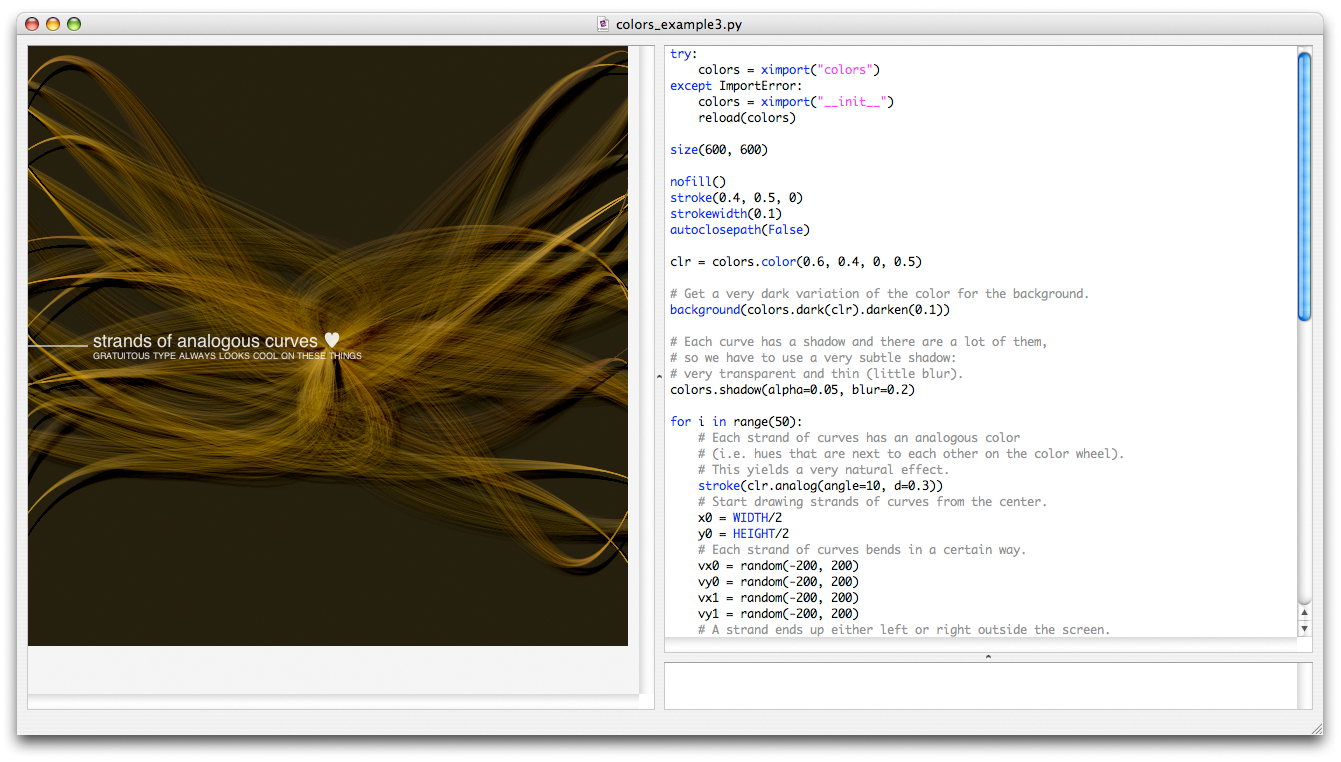 colors_example3.py
strands of analogous curves ♥
GRATUITOUS TYPE ALWAYS LOOKS COOL ON THESE THINGS
try:
    colors = ximport("colors")
except ImportError:
    colors = ximport("__init__")
    reload(colors)

size(600, 600)

nofill()
stroke(0.4, 0.5, 0)
strokewidth(0.1)
autoclosepath(False)

clr = colors.color(0.6, 0.4, 0, 0.5)

# Get a very dark variation of the color for the background.
background(colors.dark(clr).darken(0.1))

# Each curve has a shadow and there are a lot of them,
# so we have to use a very subtle shadow:
# very transparent and thin (little blur).
colors.shadow(alpha=0.05, blur=0.2)

for i in range(50):
    # Each strand of curves has an analogous color
    # (i.e. hues that are next to each other on the color wheel).
    # This yields a very natural effect.
    stroke(clr.analog(angle=10, d=0.3))
    # Start drawing strands of curves from the center.
    x0 = WIDTH/2
    y0 = HEIGHT/2
    # Each strand of curves bends in a certain way.
    vx0 = random(-200, 200)
    vy0 = random(-200, 200)
    vx1 = random(-200, 200)
    vy1 = random(-200, 200)
    # A strand ends up either left or right outside the screen.